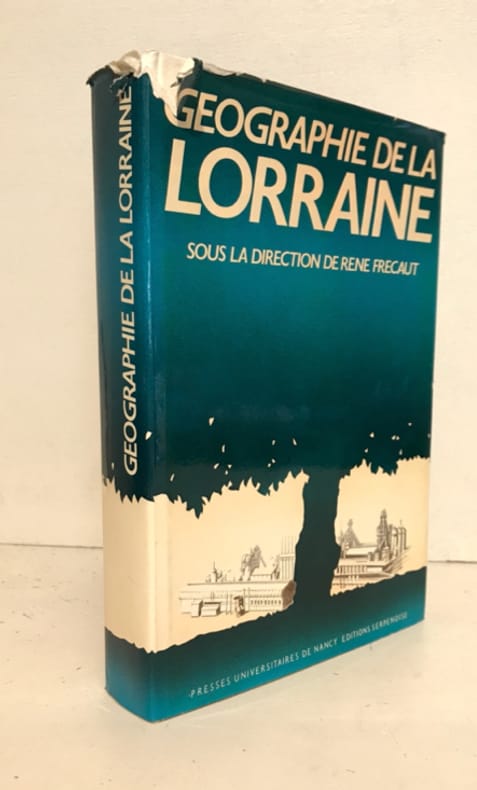 GEOGRAPHIE DE LA LORRAINE
GEOGRAPHIE DE LA
LORRAINE
SOUS LA DIRECTION DE RENE FRECAUT
PRESSES UNIVERSITAIRES DE NANCY EDITIONS SERPENOISE